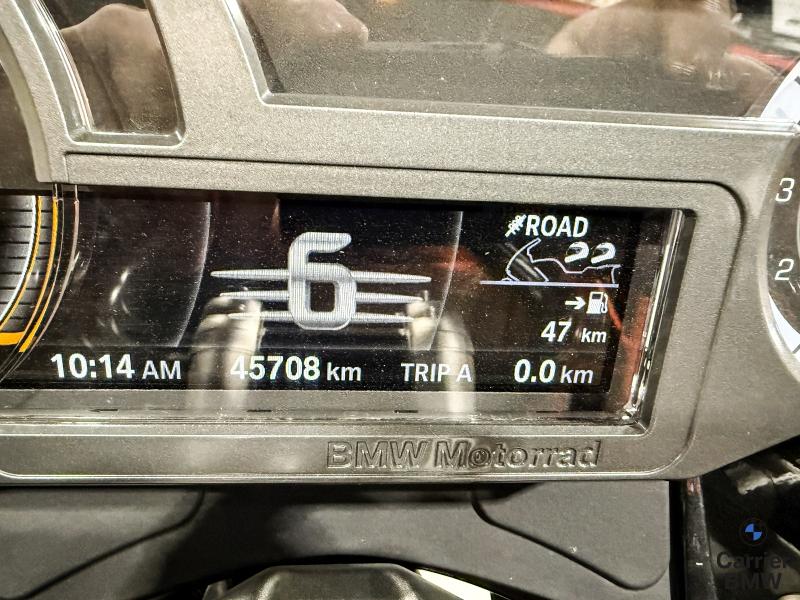 ROAD
6
47 km
10:14 AM 45708 km TRIP A 0.0 km
BMW Motorrad
3
2
Carrier
BMW